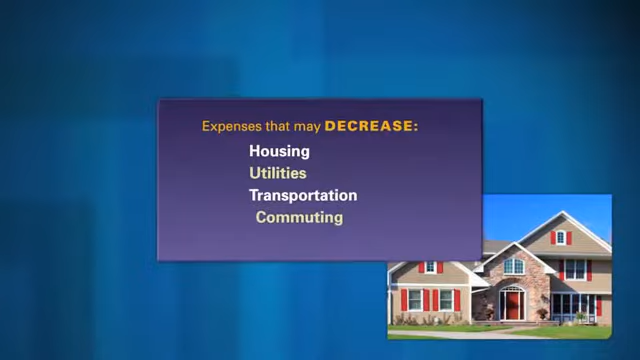 Expenses that may DECREASE:
Housing
Utilities
Transportation
Commuting